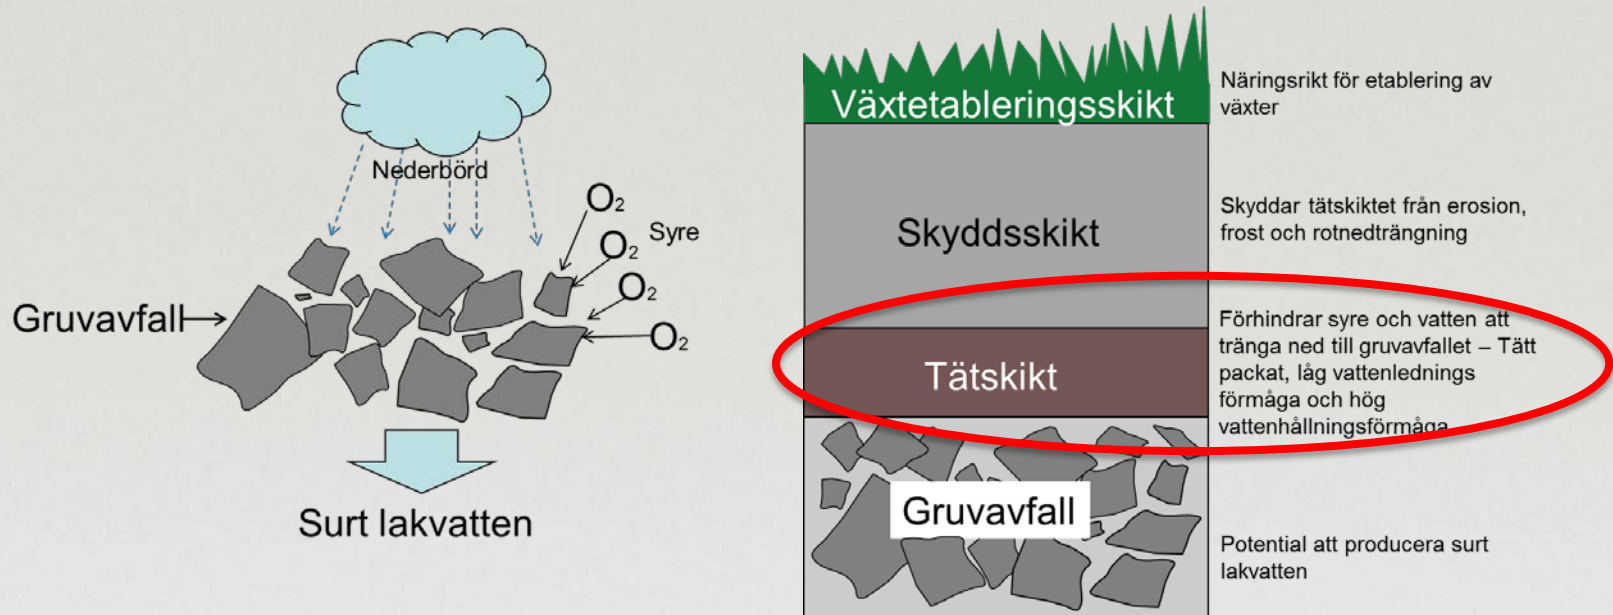 Nederbörd
O2
O2
Syre
O2
O2
Gruvavfall
Surt lakvatten
Växtetableringsskikt
Näringsrikt för etablering av
växter
Skyddsskikt
Skyddar tätskiktet från erosion,
frost och rotnedträngning
Tätskikt
Förhindrar syre och vatten att
tränga ned till gruvavfallet – Tätt
packat, låg vattenlednings
förmåga och hög
vattenhållningsförmåga
Gruvavfall
Potential att producera surt
lakvatten